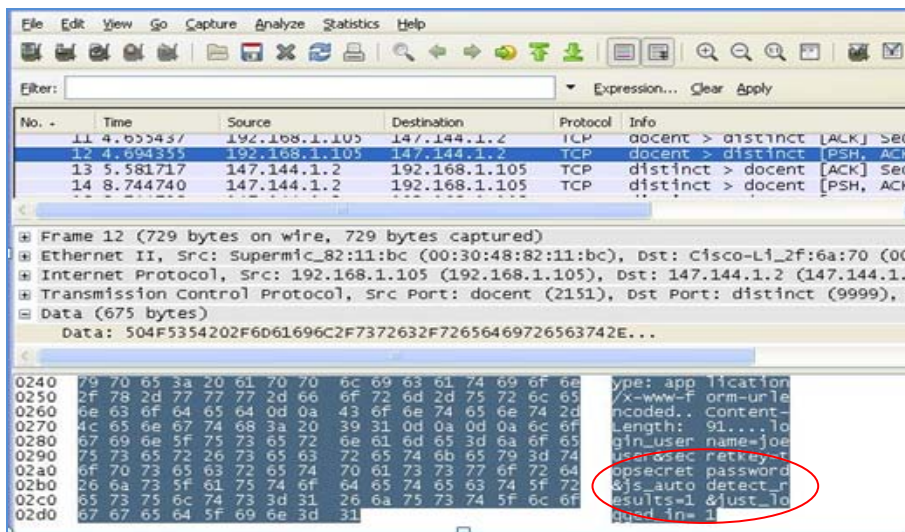 File Edit View Go Capture Analyze Statistics Help
Filter: Expression... Clear Apply
No. . Time Source Destination Protocol Info
11 4.655437 192.168.1.105 147.144.1.2 TCP docent > distinct [ACK] Sec
12 4.694355 192.168.1.105 147.144.1.2 TCP docent > distinct [PSH, ACK
13 5.581717 147.144.1.2 192.168.1.105 TCP distinct > docent [ACK] Sec
14 8.744740 147.144.1.2 192.168.1.105 TCP distinct > docent [PSH, ACK
Frame 12 (729 bytes on wire, 729 bytes captured)
Ethernet II, Src: Supermic_82:11:bc (00:30:48:82:11:bc), Dst: Cisco-Li_2f:6a:70 (00
Internet Protocol, Src: 192.168.1.105 (192.168.1.105), Dst: 147.144.1.2 (147.144.1.
Transmission Control Protocol, Src Port: docent (2151), Dst Port: distinct (9999),
Data (675 bytes)
Data: 504F5354202F6D61696C2F7372632F72656469726563742E...
0240 79 70 65 3a 20 61 70 70 6c 69 63 61 74 69 6f 6e ype: app lication
0250 2f 78 2d 77 77 77 2d 66 6f 72 6d 2d 75 72 6c 65 /x-www-f orm-urle
0260 6e 63 6f 64 65 64 0d 0a 43 6f 6e 74 65 6e 74 2d ncoded.. Content-
0270 4c 65 6e 67 74 68 3a 20 39 31 0d 0a 0d 0a 6c 6f Length: 91....lo
0280 67 69 6e 5f 75 73 65 72 6e 61 6d 65 3d 6a 6f 65 gin_user name=joe
0290 75 73 65 72 26 73 65 63 72 65 74 6b 65 79 3d 74 user&sec retkey=t
02a0 6f 70 73 65 63 72 65 74 70 61 73 73 77 6f 72 64 opsecret password
02b0 26 6a 73 5f 61 75 74 6f 64 65 74 65 63 74 5f 72 &js_auto detect_r
02c0 65 73 75 6c 74 73 3d 31 26 6a 75 73 74 5f 6c 6f esults=1 &just_lo
02d0 67 67 65 64 5f 69 6e 3d 31 gged_in= 1